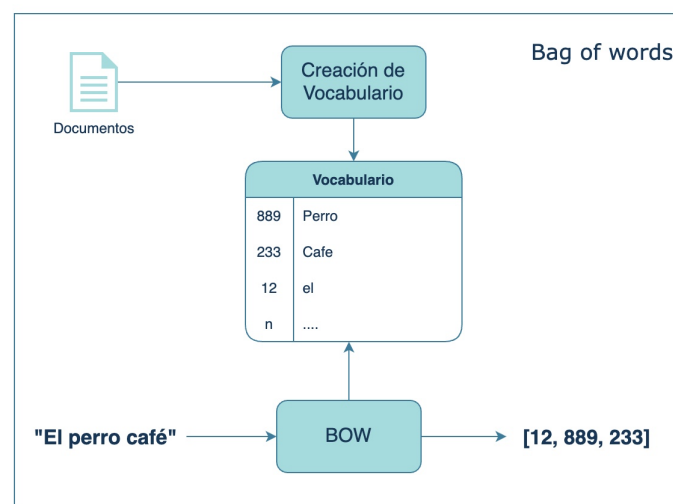 Bag of words
Creación de
Vocabulario
Documentos
Vocabulario
889 Perro
233 Cafe
12 el
n ....
"El perro café"
BOW
[12, 889, 233]